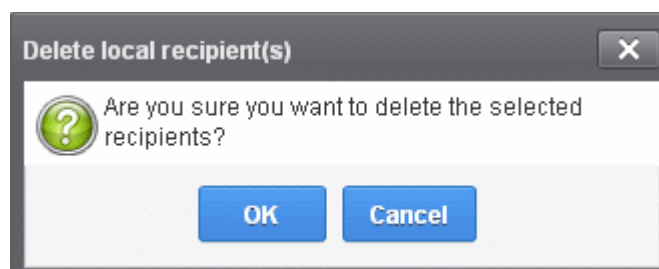 Delete local recipient(s)
Are you sure you want to delete the selected
recipients?
OK
Cancel